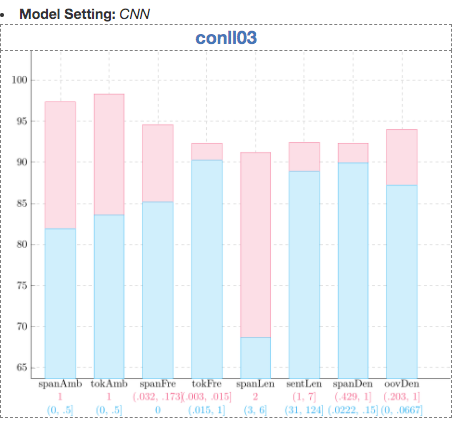 • Model Setting: CNN
conll03
100
95
90
85
80
75
70
65
spanAmb tokAmb spanFre tokFre spanLen sentLen spanDen oovDen
1 1 (.032, .173] (.003, .015] 2 (1, 7] (.429, 1] (.203, 1]
(0, .5] (0, .5] 0 (.015, 1] (3, 6] (31, 124] (.0222, .15] (0, .0667]